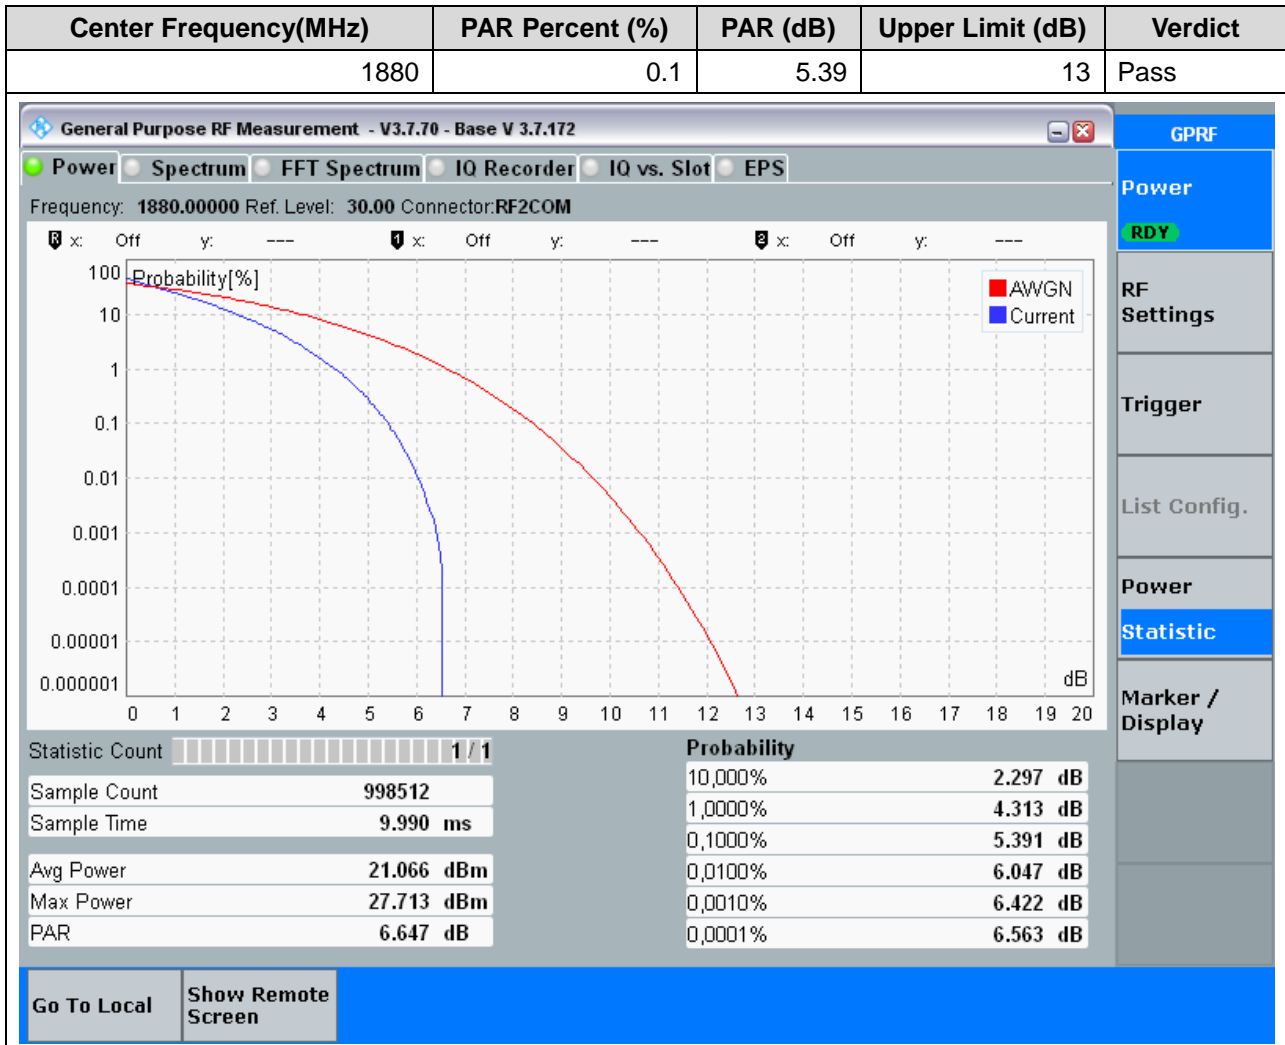 Center Frequency(MHz) PAR Percent (%) PAR (dB) Upper Limit (dB) Verdict
1880 0.1 5.39 13 Pass
General Purpose RF Measurement - V3.7.70 - Base V 3.7.172
GPRF
Power Spectrum FFT Spectrum IQ Recorder IQ vs. Slot EPS
Power
RDY
Frequency: 1880.00000 Ref. Level: 30.00 Connector:RF2COM
R x: Off y: --- 1 x: Off y: --- 2 x: Off y: ---
Probability[%]
AWGN
Current
100
10
1
0.1
0.01
0.001
0.0001
0.00001
0.000001
dB
0 1 2 3 4 5 6 7 8 9 10 11 12 13 14 15 16 17 18 19 20
RF
Settings
Trigger
List Config.
Power
Statistic
Marker /
Display
Statistic Count 1 / 1
Sample Count 998512
Sample Time 9.990 ms
Avg Power 21.066 dBm
Max Power 27.713 dBm
PAR 6.647 dB
Probability
10,000% 2.297 dB
1,0000% 4.313 dB
0,1000% 5.391 dB
0,0100% 6.047 dB
0,0010% 6.422 dB
0,0001% 6.563 dB
Go To Local
Show Remote
Screen